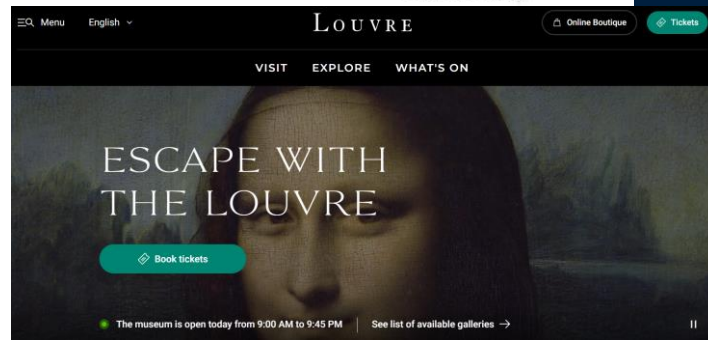 Menu English LOUVRE Online Boutique Tickets
VISIT EXPLORE WHAT'S ON
ESCAPE WITH
THE LOUVRE
Book tickets
The museum is open today from 9:00 AM to 9:45 PM See list of available galleries →